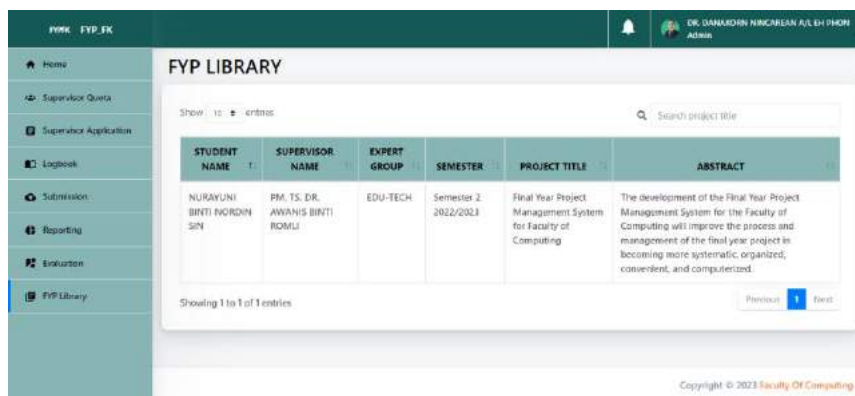 FYP_FK
DR. DANAKORN NINCAREAN A/L EH PHON
Admin
Home
Supervisor Quota
Supervisor Application
Logbook
Submission
Reporting
Evaluation
FYP Library
FYP LIBRARY
Show 10 entries
Search project title
STUDENT NAME SUPERVISOR NAME EXPERT GROUP SEMESTER PROJECT TITLE ABSTRACT
NURAYUNI PM. TS. DR. EDU-TECH Semester 2 Final Year Project The development of the Final Year Project
BINTI NORDIN AWANIS BINTI 2022/2023 Management System Management System for the Faculty of
SIN ROMLI for Faculty of Computing will improve the process and
Computing management of the final year project in
becoming more systematic, organized,
convenient, and computerized.
Showing 1 to 1 of 1 entries
Previous 1 Next
Copyright © 2023 Faculty Of Computing